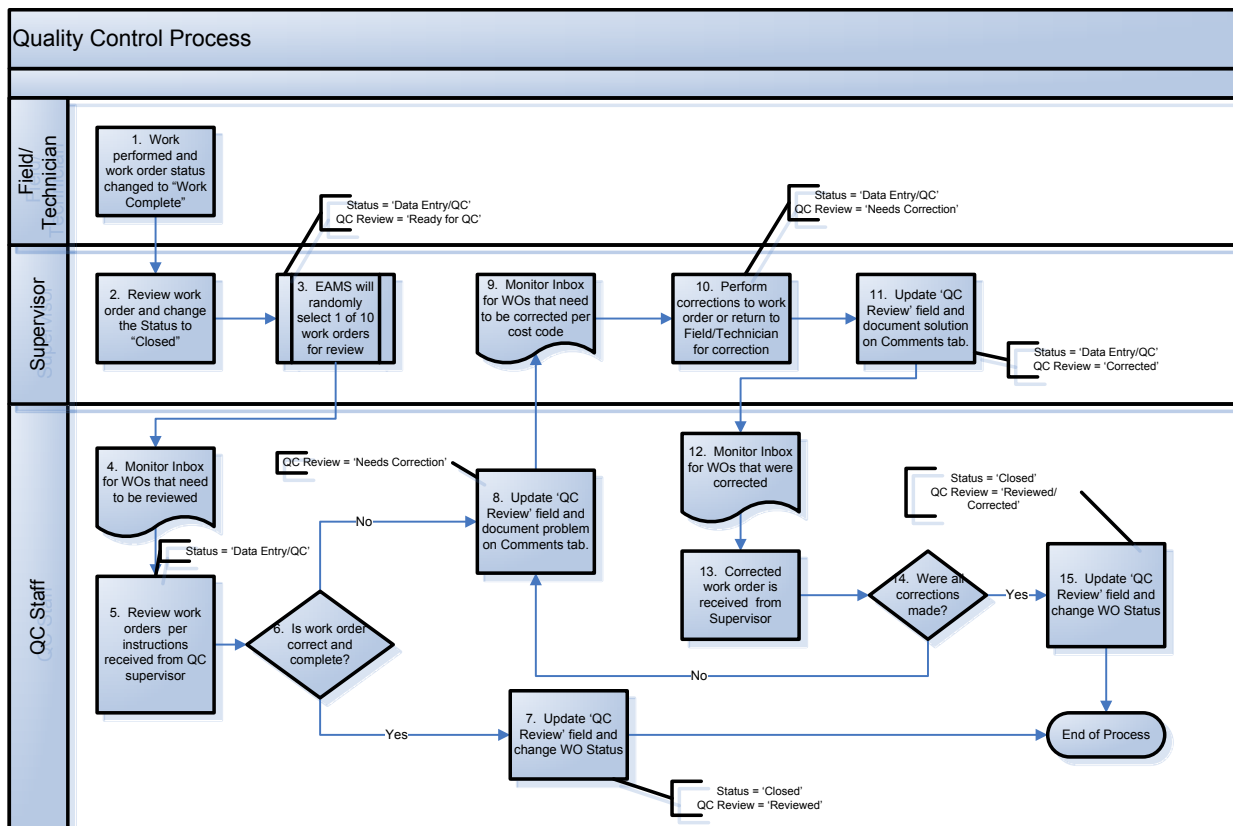 Quality Control Process
Field/
Technician
1. Work
performed and
work order status
changed to “Work
Complete”
Status = ‘Data Entry/QC’
QC Review = ‘Ready for QC’
Status = ‘Data Entry/QC’
QC Review = ‘Needs Correction’
Supervisor
2. Review work
order and change
the Status to
“Closed”
3. EAMS will
randomly
select 1 of 10
work orders
for review
9. Monitor Inbox
for WOs that need
to be corrected per
cost code
10. Perform
corrections to work
order or return to
Field/Technician
for correction
11. Update ‘QC
Review’ field and
document solution
on Comments tab.
Status = ‘Data Entry/QC’
QC Review = ‘Corrected’
QC Staff
4. Monitor Inbox
for WOs that need
to be reviewed
Status = ‘Data Entry/QC’
5. Review work
orders per
instructions
received from QC
supervisor
6. Is work order
correct and
complete?
No
Yes
QC Review = ‘Needs Correction’
8. Update ‘QC
Review’ field and
document problem
on Comments tab.
7. Update ‘QC
Review’ field and
change WO Status
Status = ‘Closed’
QC Review = ‘Reviewed’
12. Monitor Inbox
for WOs that were
corrected
13. Corrected
work order is
received from
Supervisor
14. Were all
corrections
made?
No
Yes
Status = ‘Closed’
QC Review = ‘Reviewed/
Corrected’
15. Update ‘QC
Review’ field and
change WO Status
End of Process